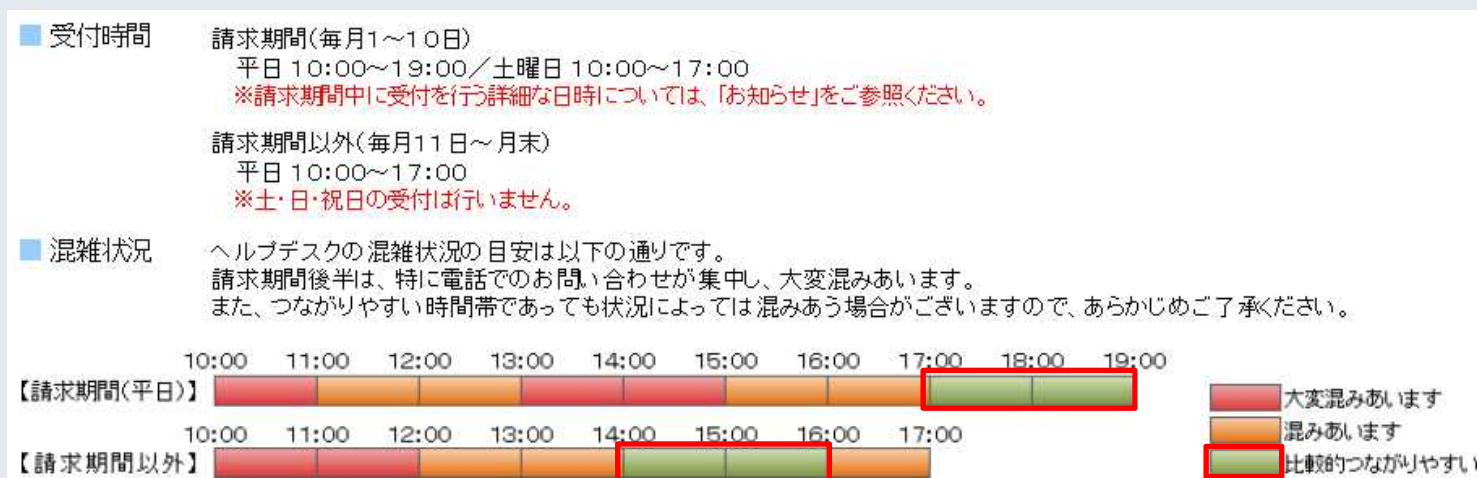 ■ 受付時間 請求期間(毎月1～10日)
平日 10:00～19:00／土曜日 10:00～17:00
※請求期間中に受付を行う詳細な日時については、「お知らせ」をご参照ください。
請求期間以外(毎月11日～月末)
平日 10:00～17:00
※土・日・祝日の受付は行いません。
■ 混雑状況 ヘルプデスクの混雑状況の目安は以下の通りです。
請求期間後半は、特に電話でのお問い合わせが集中し、大変混みあいます。
また、つながりやすい時間帯であっても状況によっては混みあう場合がございますので、あらかじめご了承ください。
10:00 11:00 12:00 13:00 14:00 15:00 16:00 17:00 18:00 19:00
【請求期間(平日)】
大変混みあいます
10:00 11:00 12:00 13:00 14:00 15:00 16:00 17:00
混みあいます
【請求期間以外】
比較的つながりやすい